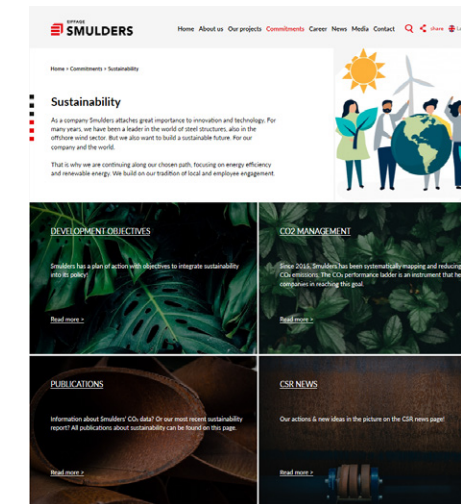 EIFFAGE
SMULDERS
Home About us Our projects Commitments Career News Media Contact share
Home > Commitments > Sustainability
Sustainability
As a company Smulders attaches great importance to innovation and technology. For
many years, we have been a leader in the world of steel structures, also in the
offshore wind sector. But we also want to build a sustainable future. For our
company and the world.
That is why we are continuing along our chosen path, focusing on energy efficiency
and renewable energy. We build on our tradition of local and employee engagement.
DEVELOPMENT OBJECTIVES
Smulders has a plan of action with objectives to integrate sustainability
into its policy!
Read more >
CO2 MANAGEMENT
Since 2015, Smulders has been systematically mapping and reducing
CO₂ emissions. The CO₂ performance ladder is an instrument that he
companies in reaching this goal.
Read more >
PUBLICATIONS
Information about Smulders' CO₂ data? Or our most recent sustainability
report? All publications about sustainability can be found on this page.
Read more >
CSR NEWS
Our actions & new ideas in the picture on the CSR news page!
Read more >